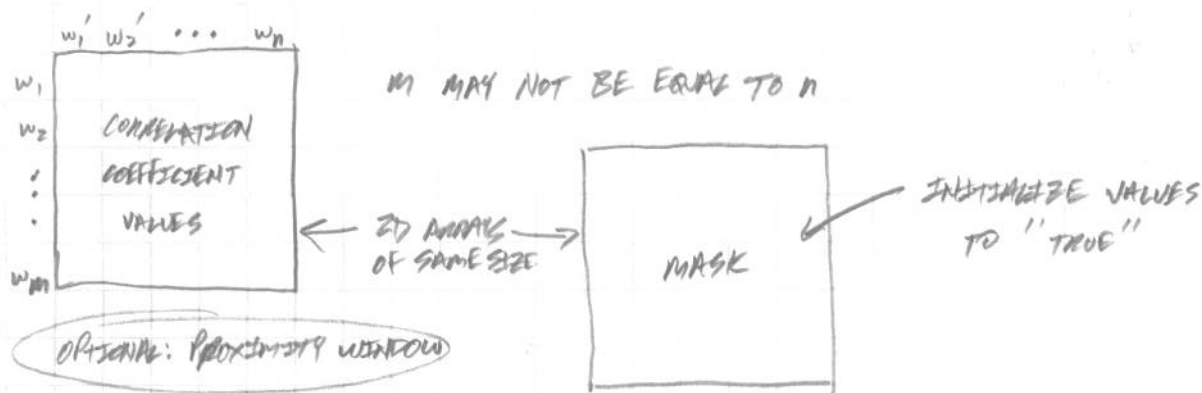 w₁' w₂' ... wn
w₁
w₂
⋮
wm
CORRELATION
COEFFICIENT
VALUES
M MAY NOT BE EQUAL TO n
2D ARRAYS
OF SAME SIZE
MASK
INITIALIZE VALUES
TO "TRUE"
OPTIONAL: PROXIMITY WINDOW